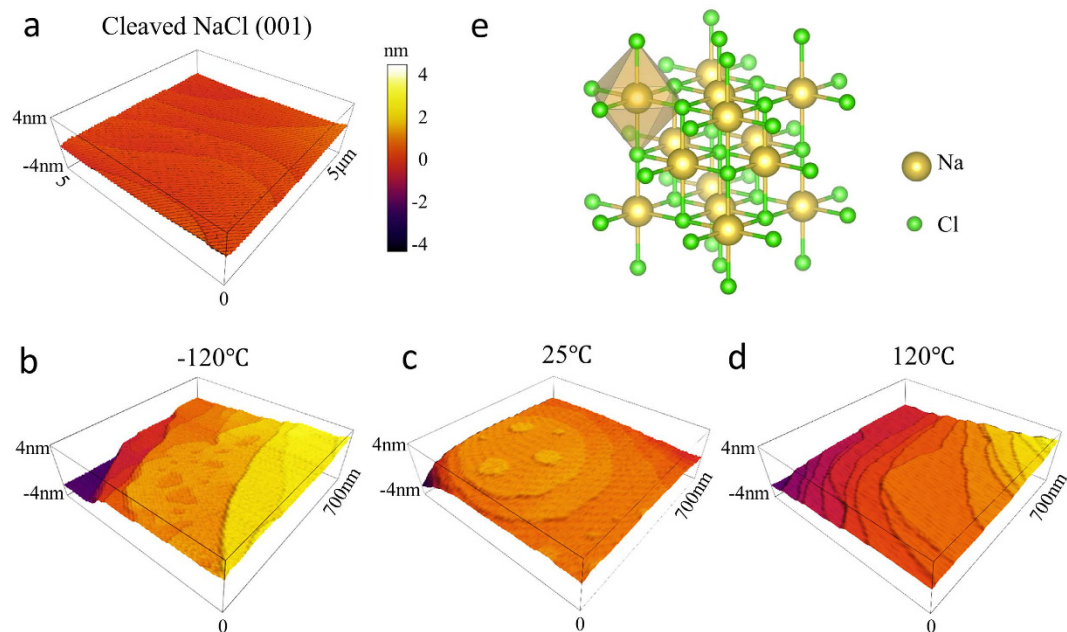 a
Cleaved NaCl (001)
nm
4
2
0
-2
-4
4nm
-4nm
5
5μm
0
e
Na
Cl
b
-120℃
4nm
-4nm
700nm
0
c
25℃
4nm
-4nm
700nm
0
d
120℃
4nm
-4nm
700nm
0